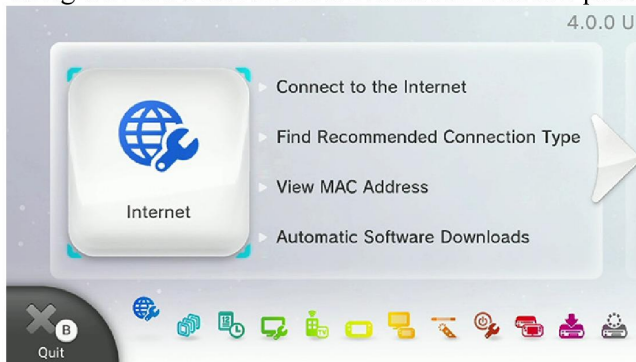 4.0.0 U
Connect to the Internet
Find Recommended Connection Type
View MAC Address
Internet
Automatic Software Downloads
B
Quit
TV